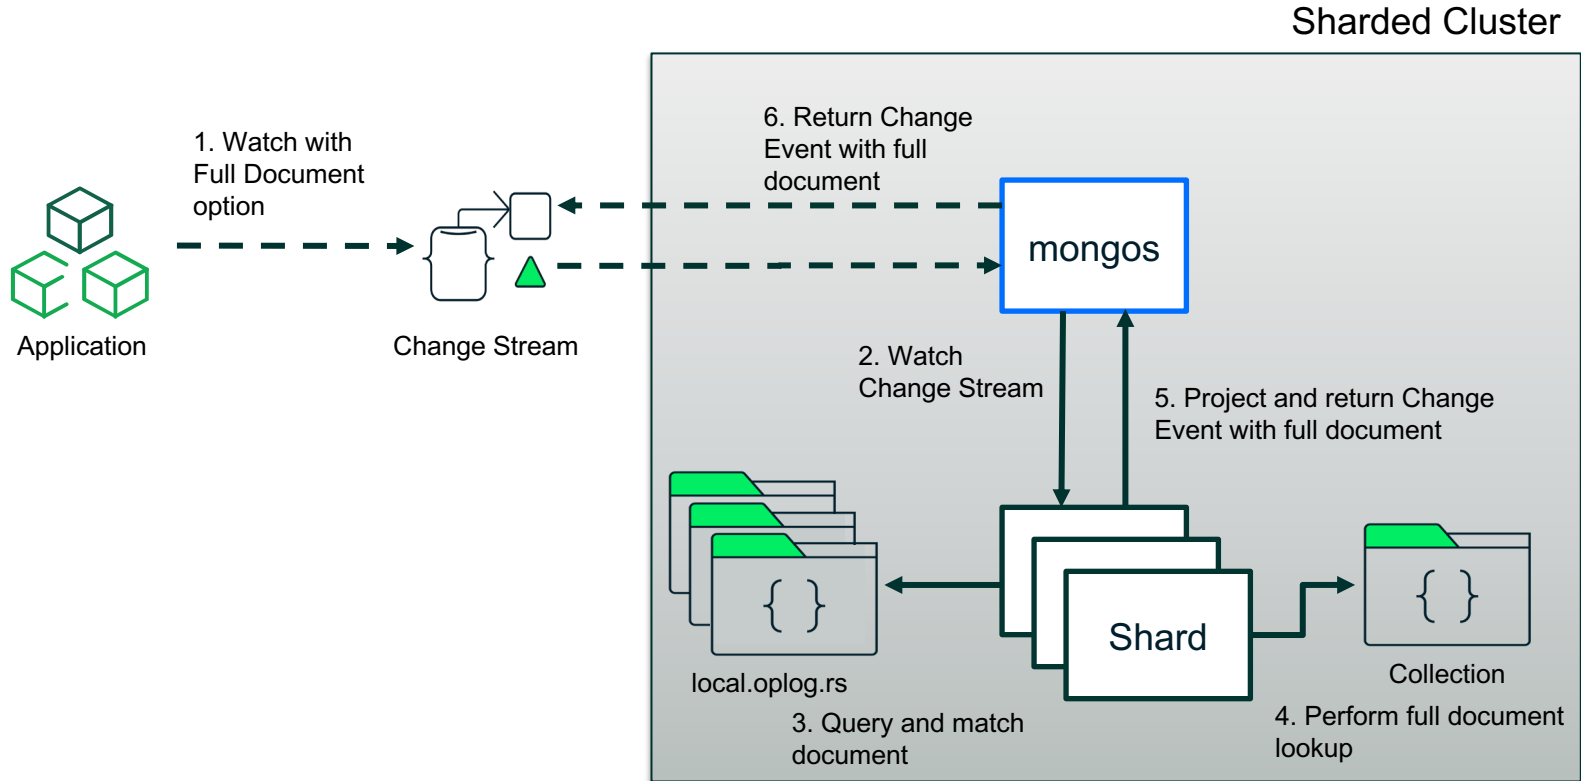 Sharded Cluster
1. Watch with
Full Document
option
6. Return Change
Event with full
document
mongos
Application
Change Stream
2. Watch
Change Stream
5. Project and return Change
Event with full document
{ }
{ }
Shard
local.oplog.rs
Collection
3. Query and match
document
4. Perform full document
lookup